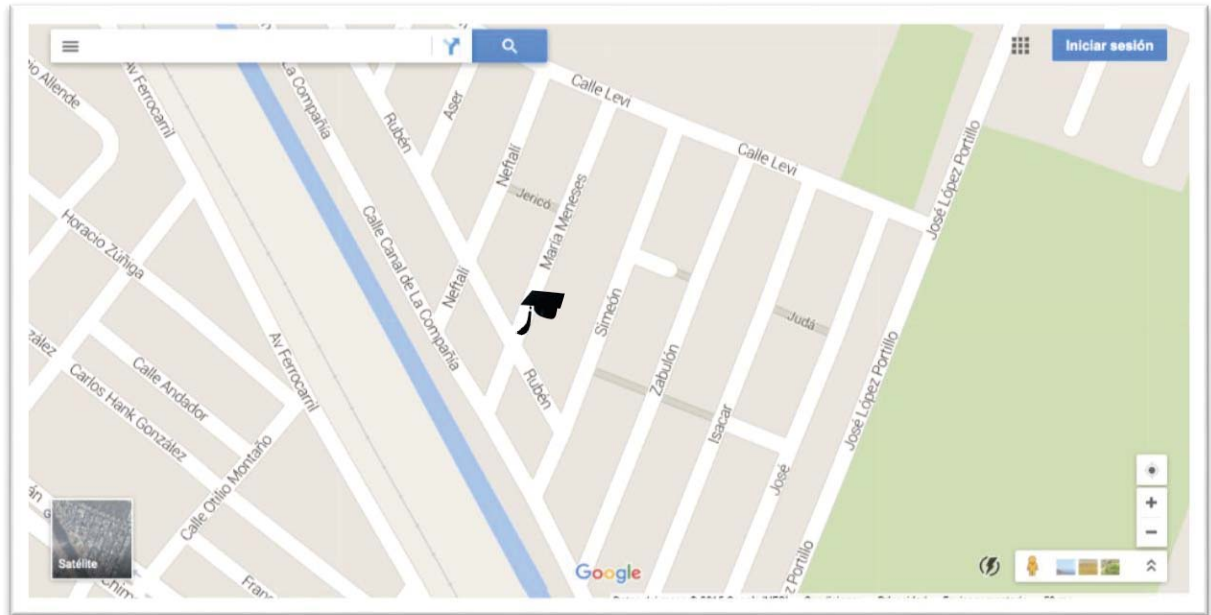 Iniciar sesión
Allende
Av Ferrocarril
La Compañía
Rubén
Aser
Neftalí
Calle Levi
Jericó
María Meneses
Calle Levi
José López Portillo
Horacio Zúñiga
Calle Canal de La Compañía
Neftalí
Simeón
Judá
Av Ferrocarril
Rubén
Zabulón
José López Portillo
Calle Andador
Carlos Hank González
Isacar
José
Calle Otilio Montaño
Satélite
Google
Portillo